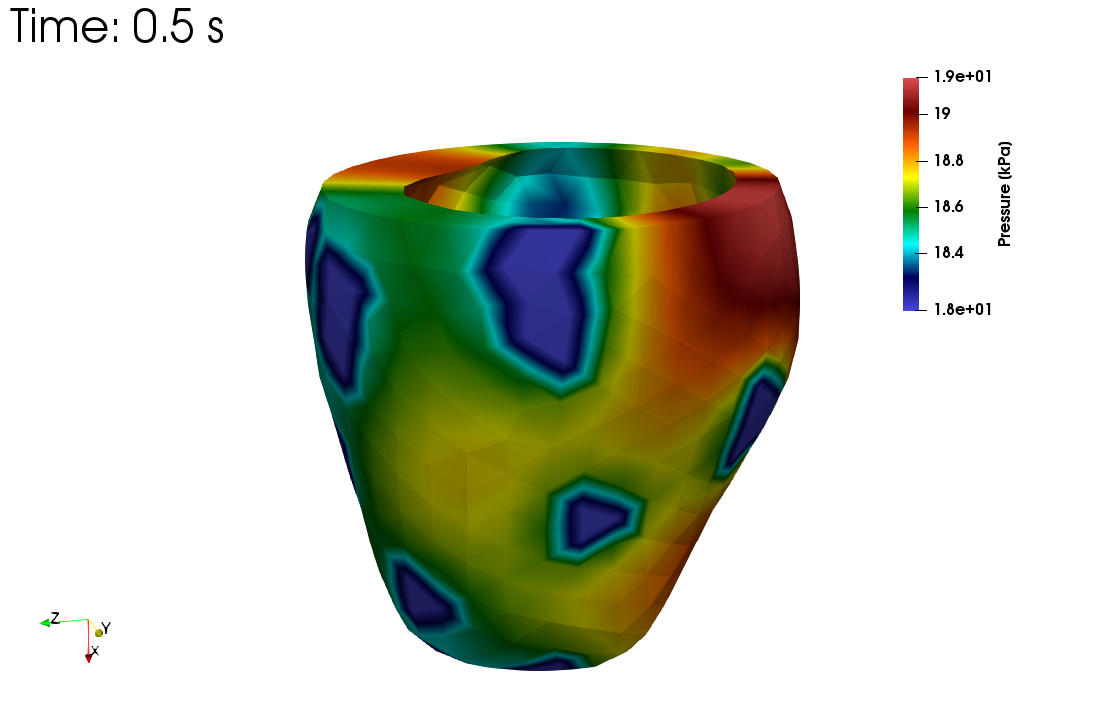 Time: 0.5 s
1.9e+01
19
18.8
18.6
18.4
1.8e+01
Pressure (kPa)
Z
Y
X